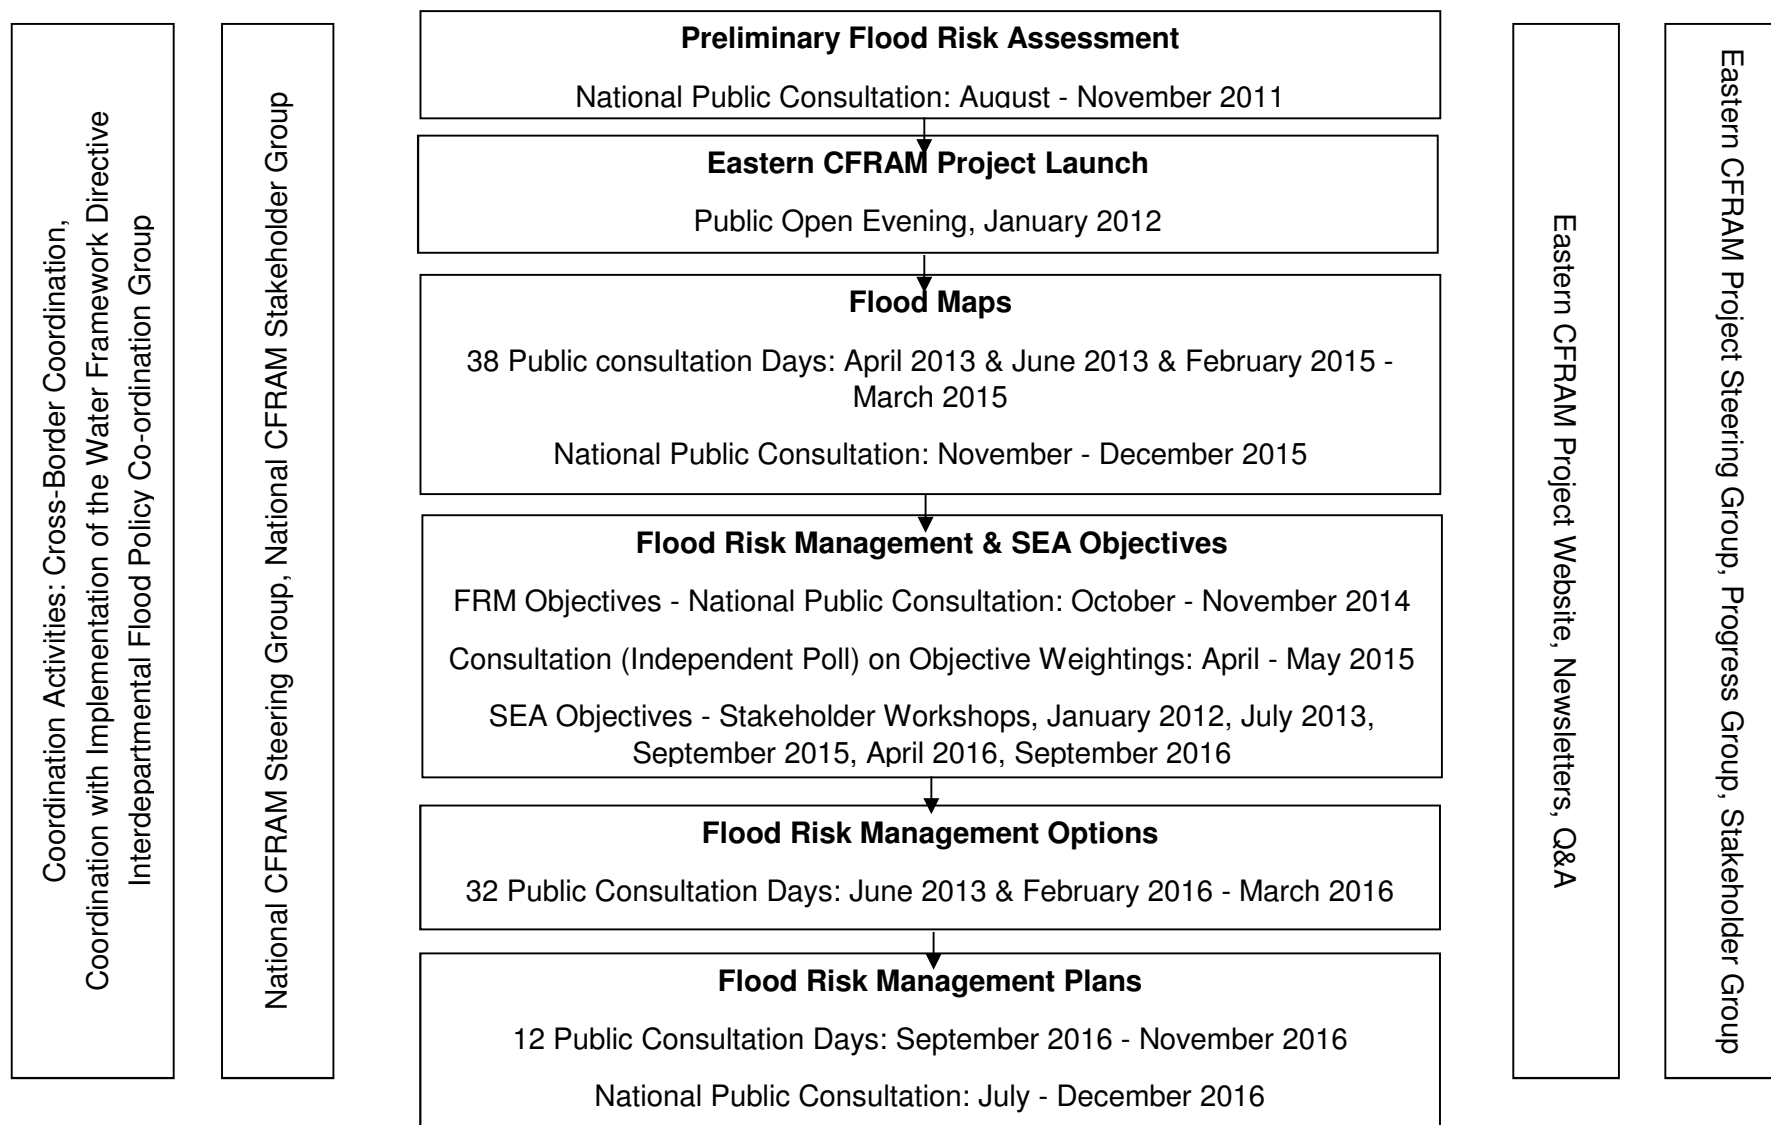 Coordination Activities: Cross-Border Coordination,
Coordination with Implementation of the Water Framework Directive
Interdepartmental Flood Policy Co-ordination Group
National CFRAM Steering Group, National CFRAM Stakeholder Group
Preliminary Flood Risk Assessment
National Public Consultation: August - November 2011
Eastern CFRAM Project Launch
Public Open Evening, January 2012
Flood Maps
38 Public consultation Days: April 2013 & June 2013 & February 2015 -
March 2015
National Public Consultation: November - December 2015
Flood Risk Management & SEA Objectives
FRM Objectives - National Public Consultation: October - November 2014
Consultation (Independent Poll) on Objective Weightings: April - May 2015
SEA Objectives - Stakeholder Workshops, January 2012, July 2013,
September 2015, April 2016, September 2016
Flood Risk Management Options
32 Public Consultation Days: June 2013 & February 2016 - March 2016
Flood Risk Management Plans
12 Public Consultation Days: September 2016 - November 2016
National Public Consultation: July - December 2016
Eastern CFRAM Project Website, Newsletters, Q&A
Eastern CFRAM Project Steering Group, Progress Group, Stakeholder Group